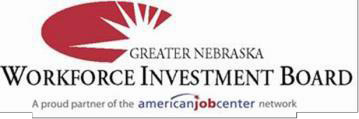 GREATER NEBRASKA
WORKFORCE INVESTMENT BOARD
A proud partner of the americanjobcenter network